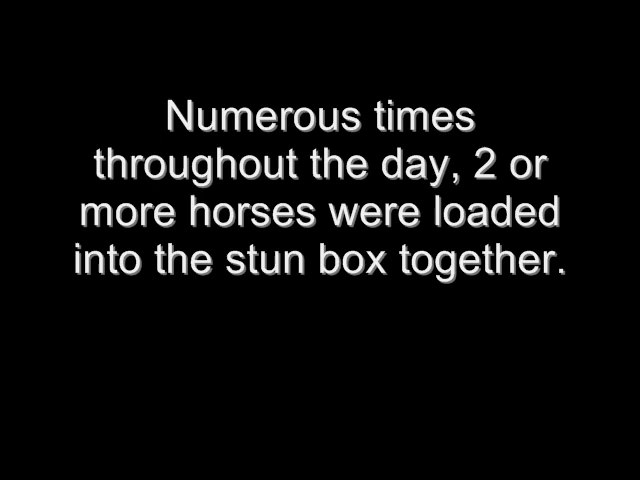 Numerous times
throughout the day, 2 or
more horses were loaded
into the stun box together.